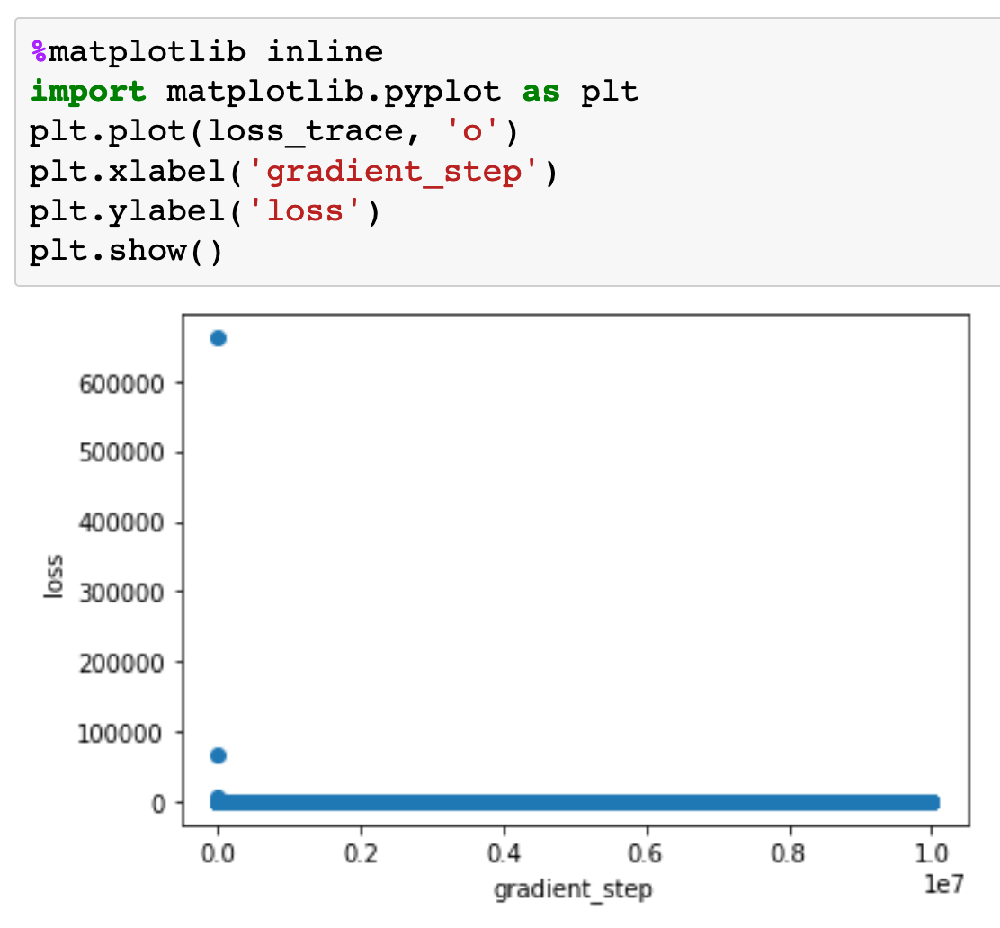 %matplotlib inline
import matplotlib.pyplot as plt
plt.plot(loss_trace, 'o')
plt.xlabel('gradient_step')
plt.ylabel('loss')
plt.show()
600000
500000
400000
300000
200000
100000
0
loss
0.0 0.2 0.4 0.6 0.8 1.0
1e7
gradient_step